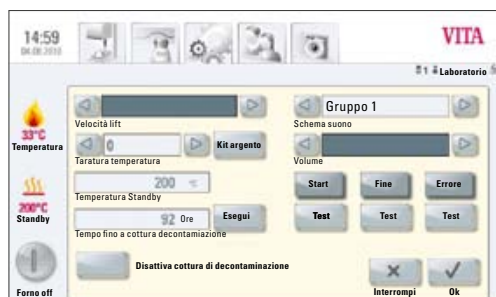 14:59
04.08.2010
VITA
1 Laboratorio
33°C
Temperatura
200°C
Standby
Forno off
Velocità lift
0
Kit argento
Taratura temperatura
200 °C
Temperatura Standby
92 Ore
Esegui
Tempo fino a cottura decontamiazione
Disattiva cottura di decontaminazione
Gruppo 1
Schema suono
Volume
Start
Fine
Errore
Test
Test
Test
Interrompi
Ok